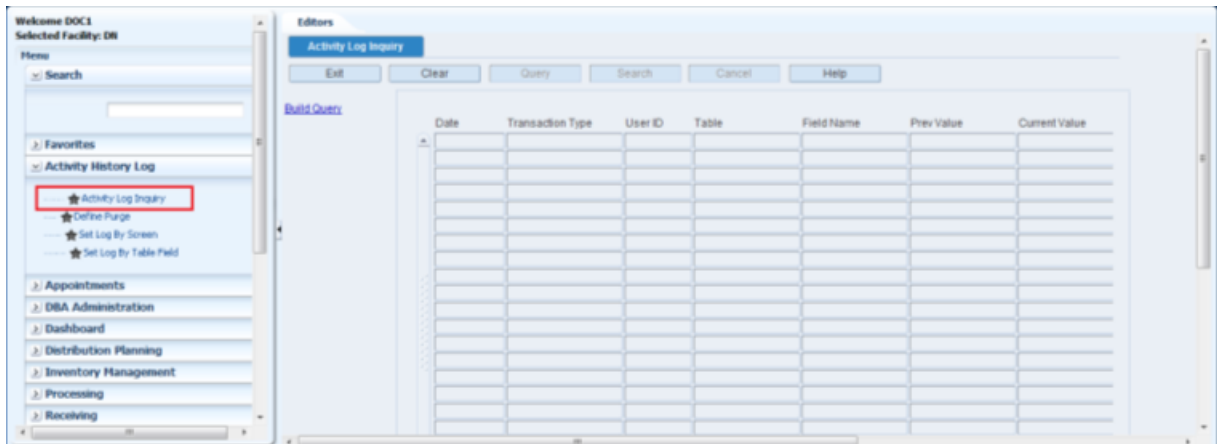 Welcome DOC1
Selected Facility: DN
Menu
Search
Favorites
Activity History Log
Activity Log Inquiry
Define Purge
Set Log By Screen
Set Log By Table Field
Appointments
DBA Administration
Dashboard
Distribution Planning
Inventory Management
Processing
Receiving
Editors
Activity Log Inquiry
Exit Clear Query Search Cancel Help
Build Query
Date Transaction Type User ID Table Field Name Prev Value Current Value